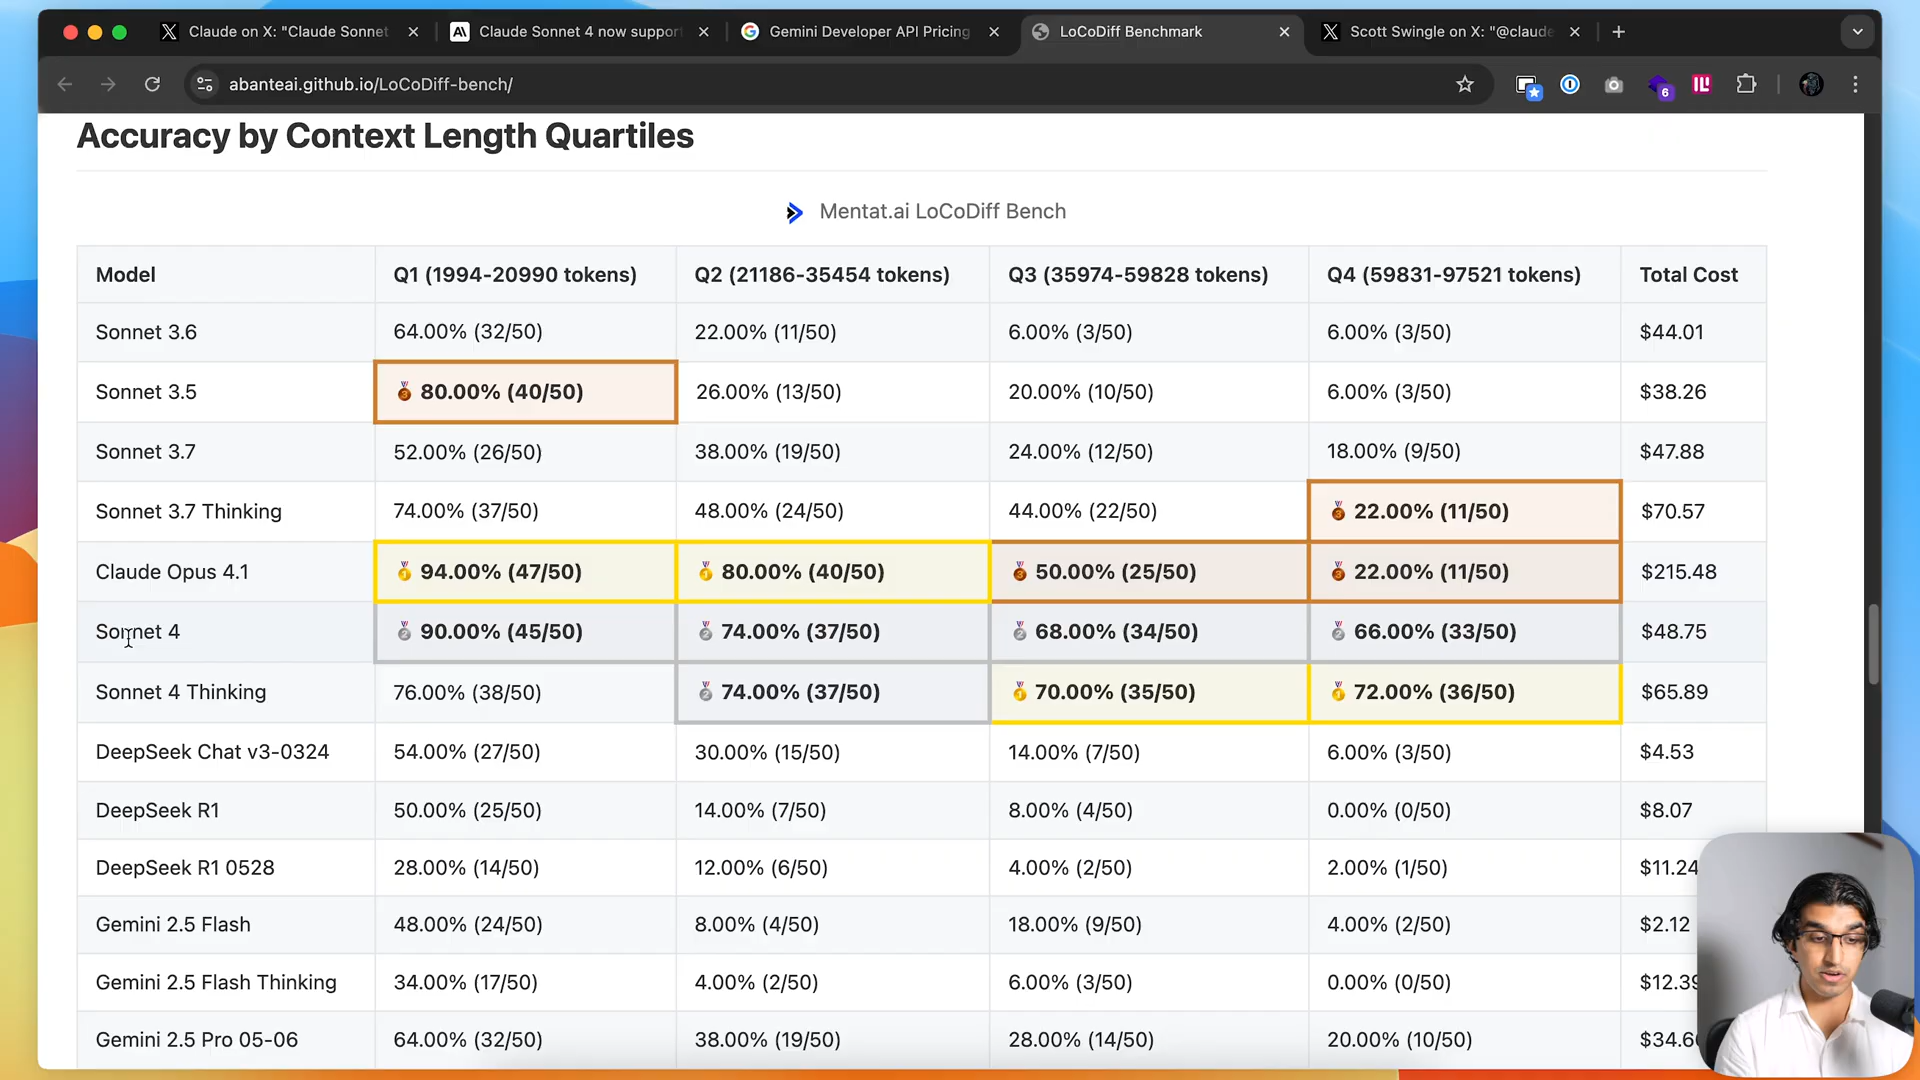 Claude on X: "Claude Sonnet
Claude Sonnet 4 now suppor
Gemini Developer API Pricing
LoCoDiff Benchmark
Scott Swingle on X: "@claude
abanteai.github.io/LoCoDiff-bench/
6
Accuracy by Context Length Quartiles
Mentat.ai LoCoDiff Bench
Model Q1 (1994-20990 tokens) Q2 (21186-35454 tokens) Q3 (35974-59828 tokens) Q4 (59831-97521 tokens) Total Cost
Sonnet 3.6 64.00% (32/50) 22.00% (11/50) 6.00% (3/50) 6.00% (3/50) $44.01
Sonnet 3.5 🥉 80.00% (40/50) 26.00% (13/50) 20.00% (10/50) 6.00% (3/50) $38.26
Sonnet 3.7 52.00% (26/50) 38.00% (19/50) 24.00% (12/50) 18.00% (9/50) $47.88
Sonnet 3.7 Thinking 74.00% (37/50) 48.00% (24/50) 44.00% (22/50) 🥉 22.00% (11/50) $70.57
Claude Opus 4.1 🥇 94.00% (47/50) 🥇 80.00% (40/50) 🥉 50.00% (25/50) 🥉 22.00% (11/50) $215.48
Sonnet 4 🥈 90.00% (45/50) 🥈 74.00% (37/50) 🥈 68.00% (34/50) 🥈 66.00% (33/50) $48.75
Sonnet 4 Thinking 76.00% (38/50) 🥈 74.00% (37/50) 🥇 70.00% (35/50) 🥇 72.00% (36/50) $65.89
DeepSeek Chat v3-0324 54.00% (27/50) 30.00% (15/50) 14.00% (7/50) 6.00% (3/50) $4.53
DeepSeek R1 50.00% (25/50) 14.00% (7/50) 8.00% (4/50) 0.00% (0/50) $8.07
DeepSeek R1 0528 28.00% (14/50) 12.00% (6/50) 4.00% (2/50) 2.00% (1/50) $11.24
Gemini 2.5 Flash 48.00% (24/50) 8.00% (4/50) 18.00% (9/50) 4.00% (2/50) $2.12
Gemini 2.5 Flash Thinking 34.00% (17/50) 4.00% (2/50) 6.00% (3/50) 0.00% (0/50) $12.39
Gemini 2.5 Pro 05-06 64.00% (32/50) 38.00% (19/50) 28.00% (14/50) 20.00% (10/50) $34.6